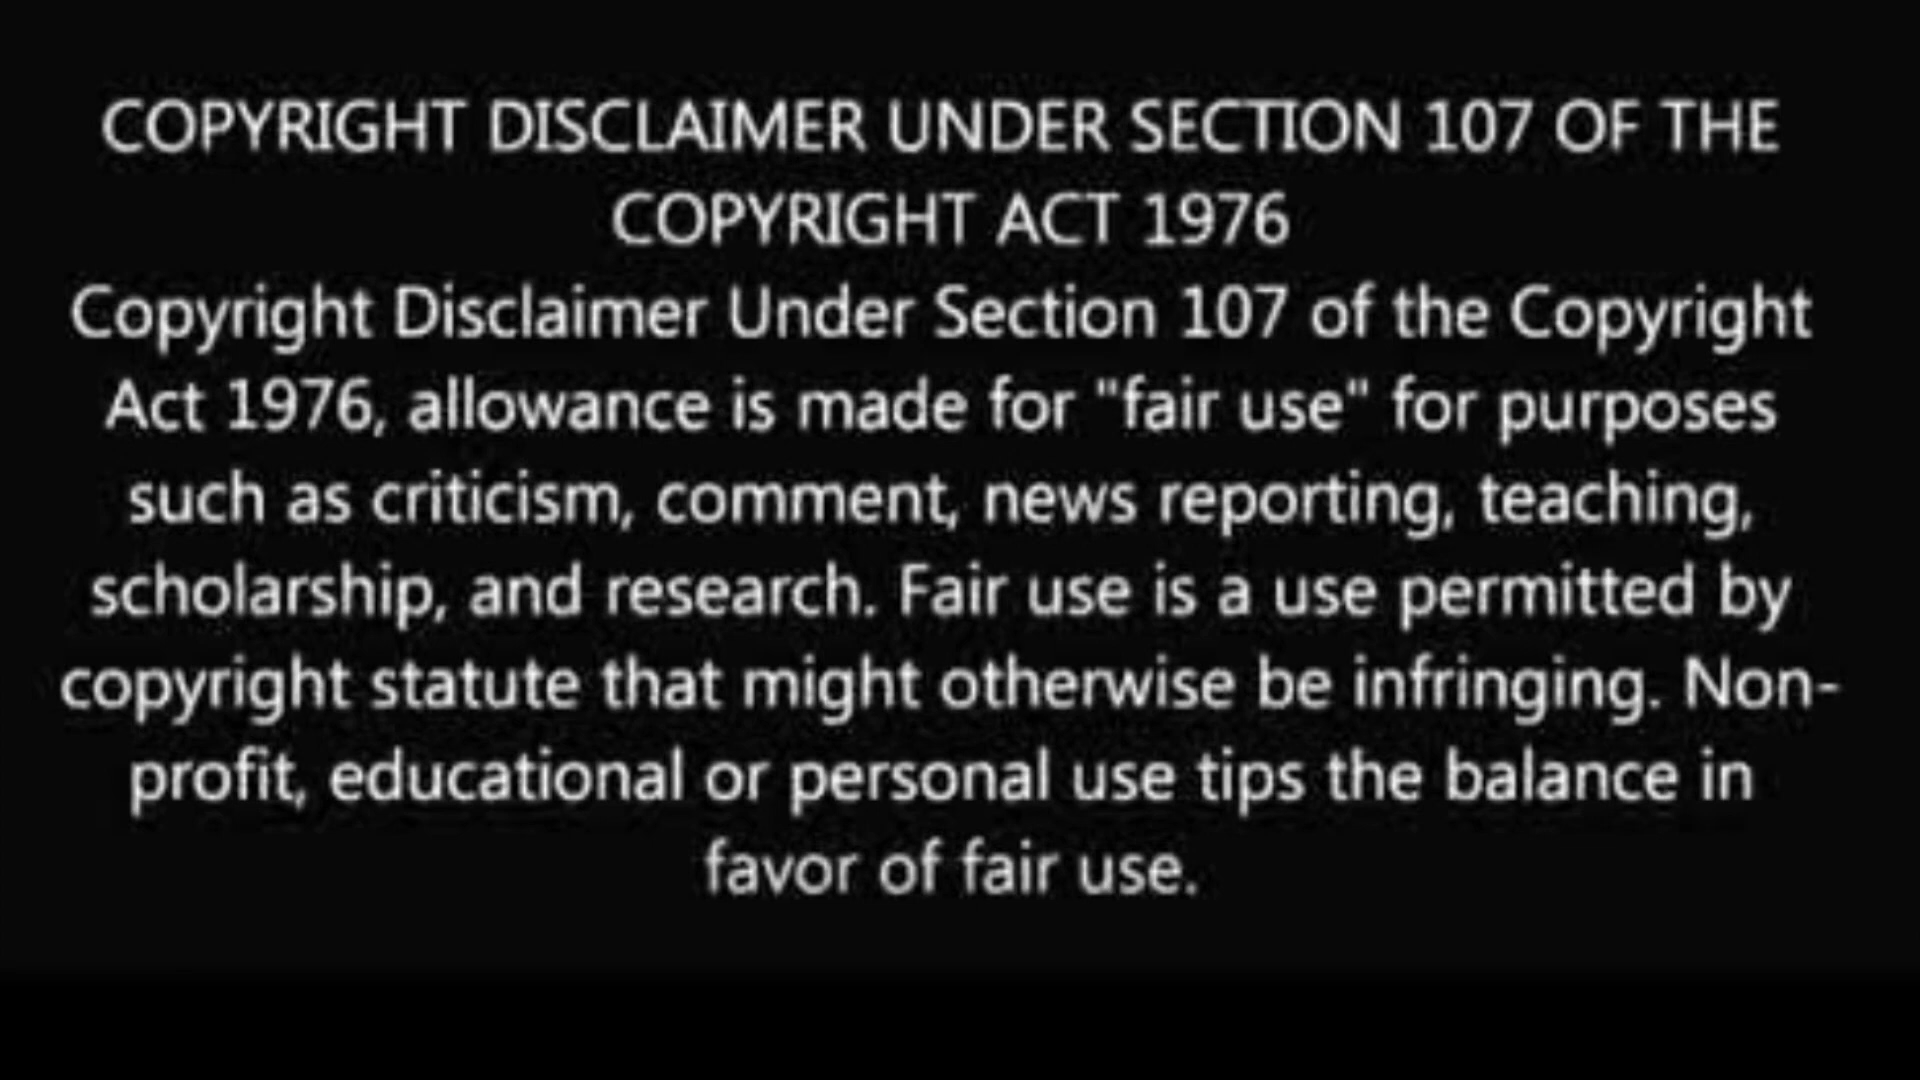 COPYRIGHT DISCLAIMER UNDER SECTION 107 OF THE
COPYRIGHT ACT 1976
Copyright Disclaimer Under Section 107 of the Copyright
Act 1976, allowance is made for "fair use" for purposes
such as criticism, comment, news reporting, teaching,
scholarship, and research. Fair use is a use permitted by
copyright statute that might otherwise be infringing. Non-
profit, educational or personal use tips the balance in
favor of fair use.